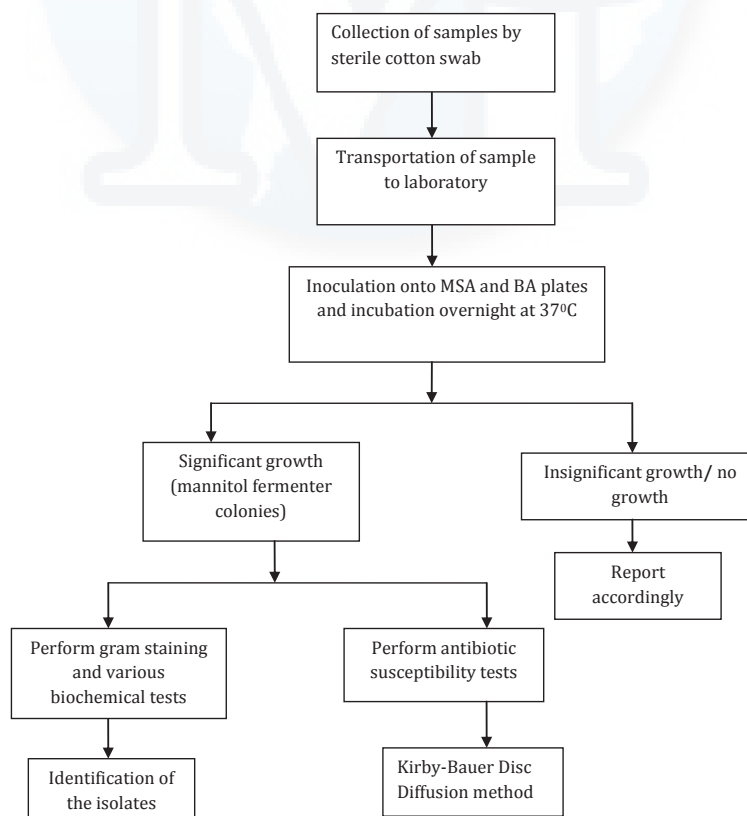 Collection of samples by
sterile cotton swab
Transportation of sample
to laboratory
Inoculation onto MSA and BA plates
and incubation overnight at 37⁰C
Significant growth
(mannitol fermenter
colonies)
Insignificant growth/ no
growth
Report
accordingly
Perform gram staining
and various
biochemical tests
Perform antibiotic
susceptibility tests
Identification of
the isolates
Kirby-Bauer Disc
Diffusion method